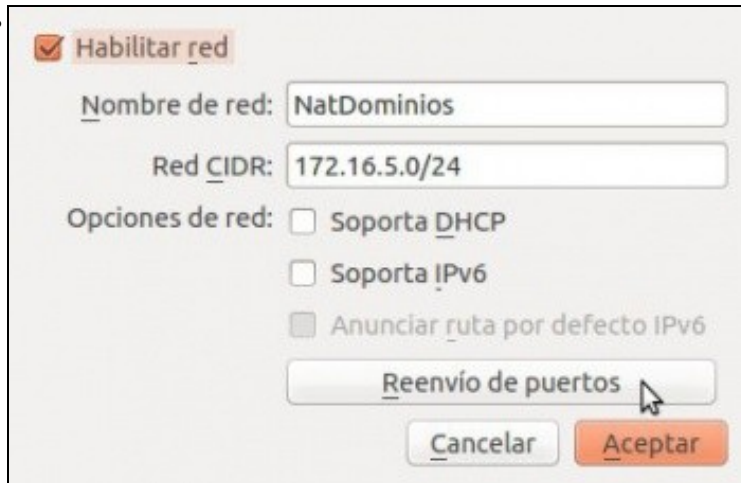 Habilitar red
Nombre de red: NatDominios
Red CIDR: 172.16.5.0/24
Opciones de red: Soporta DHCP
Soporta IPv6
Anunciar ruta por defecto IPv6
Reenvío de puertos
Cancelar Aceptar